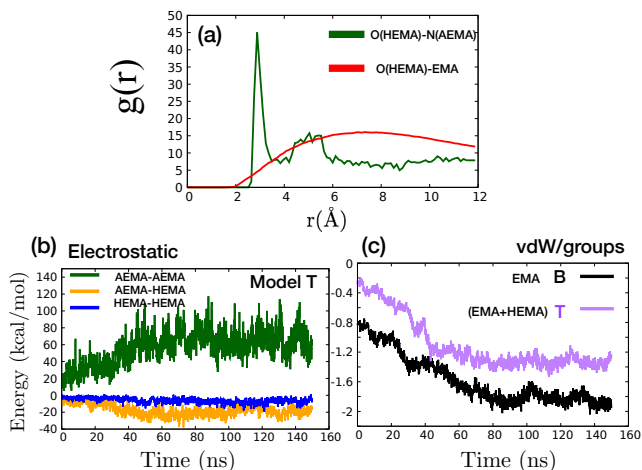 (a)
O(HEMA)-N(AEMA)
O(HEMA)-EMA
g(r)
50
45
40
35
30
25
20
15
10
5
0
0 2 4 6 8 10 12
r(Å)
(b) Electrostatic
AEMA-AEMA
AEMA-HEMA
HEMA-HEMA
Model T
Energy (kcal/mol)
140
120
100
80
60
40
20
0
-20
-40
0 20 40 60 80 100 120 140 160
Time (ns)
(c) vdW/groups
EMA B
(EMA+HEMA) T
0
-0.4
-0.8
-1.2
-1.6
-2
0 20 40 60 80 100 120 140 160
Time (ns)